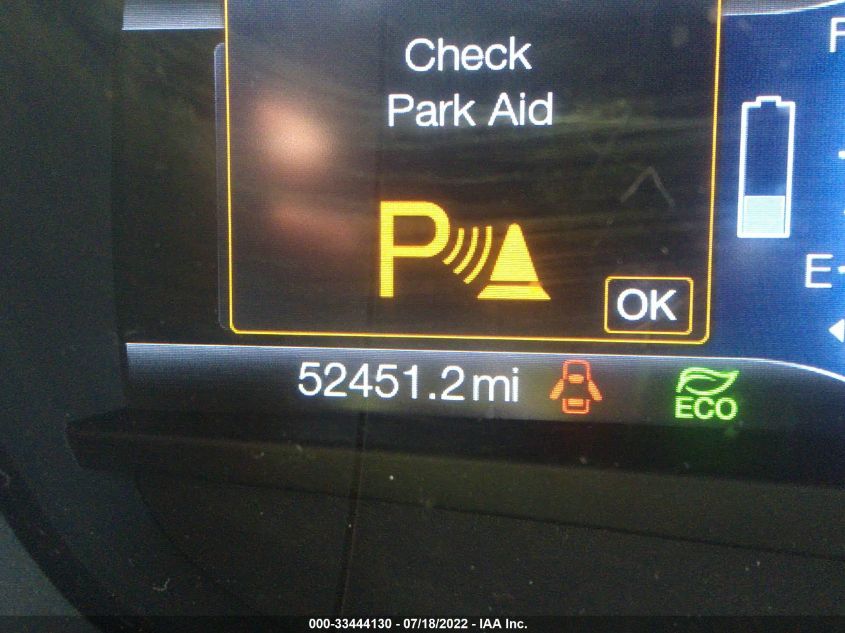 Check
Park Aid
P
OK
E
52451.2mi
ECO
000-33444130 - 07/18/2022 - IAA Inc.